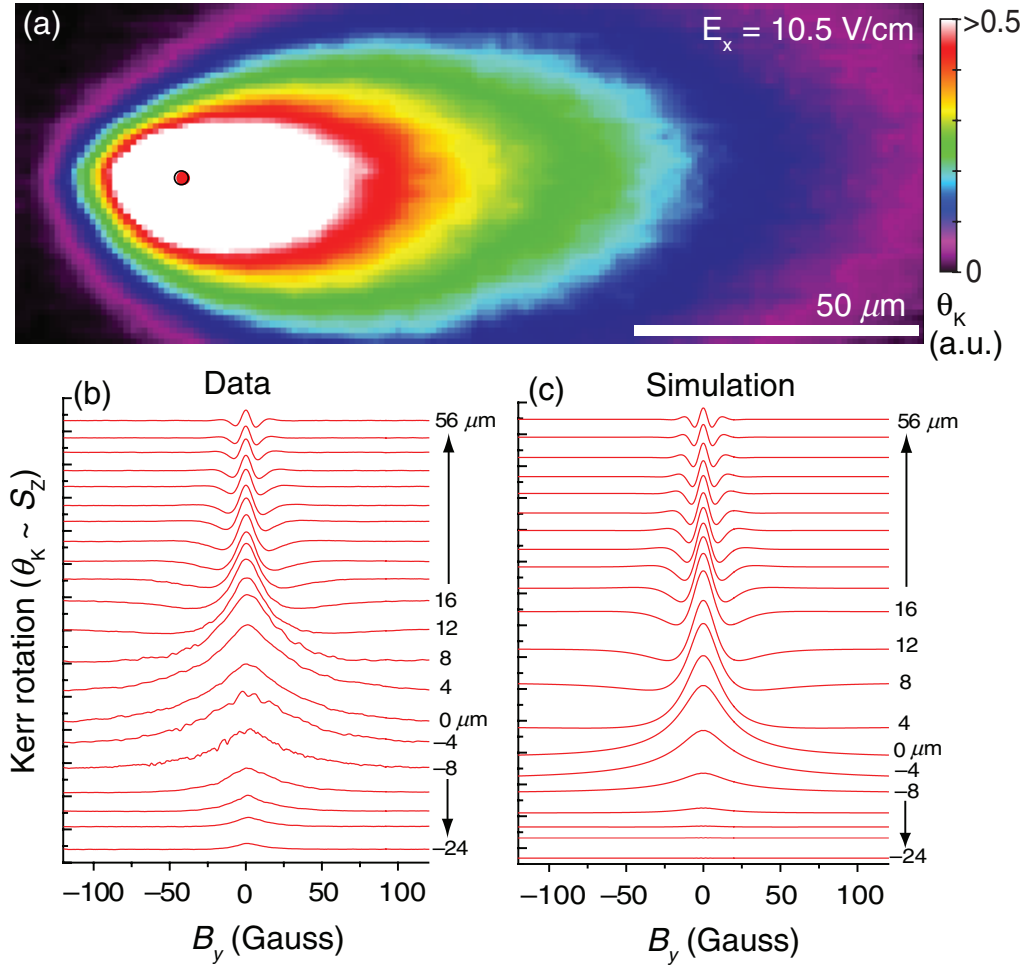 (a)
E_x = 10.5 V/cm
50 μm
>0.5
0
θ_K
(a.u.)
(b)
Data
Kerr rotation (θ_K ~ S_Z)
56 μm
16
12
8
4
0 μm
−4
−8
−24
−100
−50
0
50
100
B_y (Gauss)
(c)
Simulation
56 μm
16
12
8
4
0 μm
−4
−8
−24
−100
−50
0
50
100
B_y (Gauss)